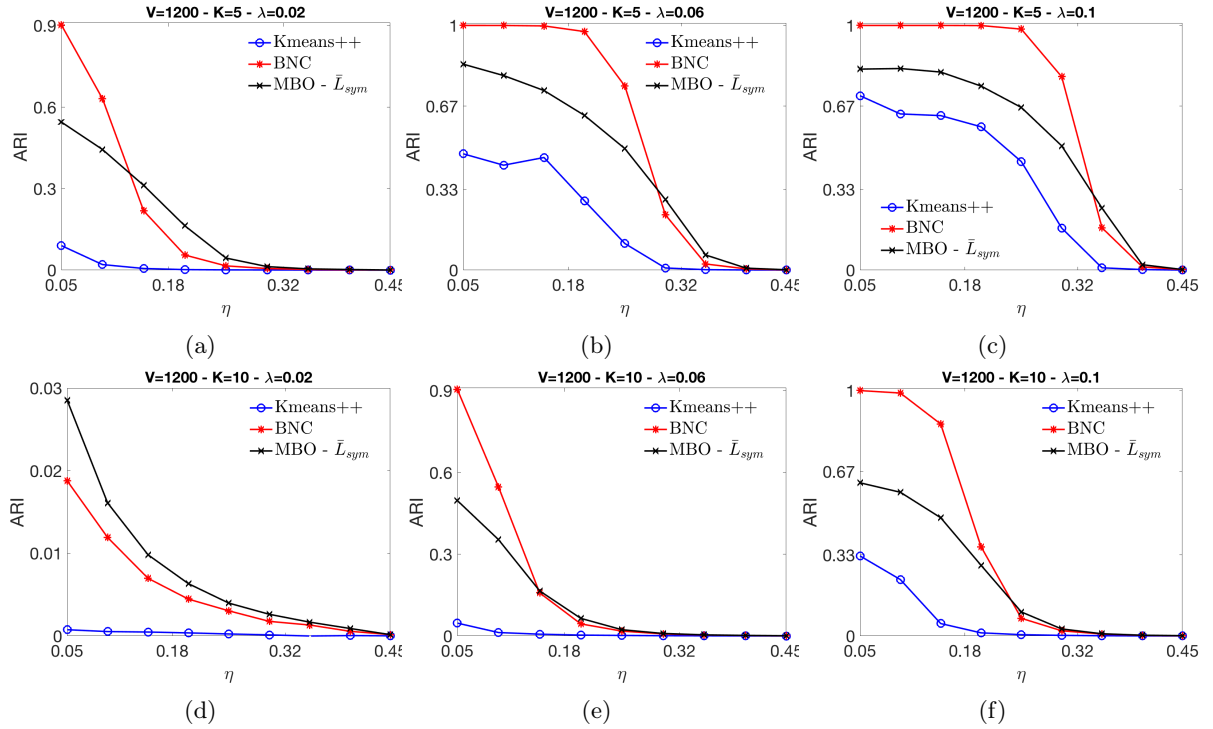 V=1200 - K=5 - λ=0.02
0.9
0.6
0.3
0
ARI
Kmeans++
BNC
MBO - L̄sym
0.05
0.18
0.32
0.45
η
(a)
V=1200 - K=5 - λ=0.06
1
0.67
0.33
0
ARI
Kmeans++
BNC
MBO - L̄sym
0.05
0.18
0.32
0.45
η
(b)
V=1200 - K=5 - λ=0.1
1
0.67
0.33
0
ARI
Kmeans++
BNC
MBO - L̄sym
0.05
0.18
0.32
0.45
η
(c)
V=1200 - K=10 - λ=0.02
0.03
0.02
0.01
0
ARI
Kmeans++
BNC
MBO - L̄sym
0.05
0.18
0.32
0.45
η
(d)
V=1200 - K=10 - λ=0.06
0.9
0.6
0.3
0
ARI
Kmeans++
BNC
MBO - L̄sym
0.05
0.18
0.32
0.45
η
(e)
V=1200 - K=10 - λ=0.1
1
0.67
0.33
0
ARI
Kmeans++
BNC
MBO - L̄sym
0.05
0.18
0.32
0.45
η
(f)